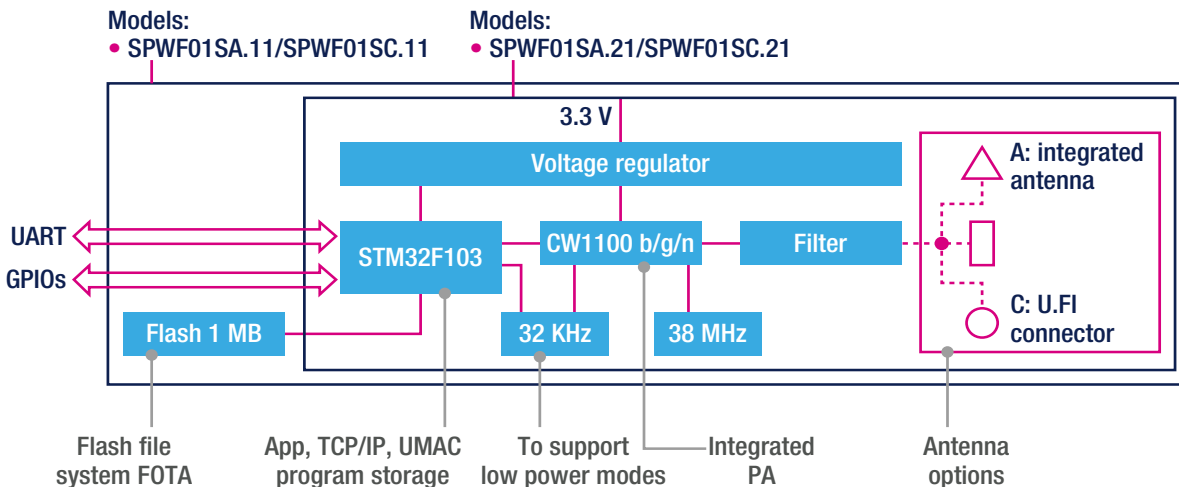 Models:
• SPWF01SA.11/SPWF01SC.11
Models:
• SPWF01SA.21/SPWF01SC.21
3.3 V
Voltage regulator
A: integrated
antenna
UART
GPIOs
STM32F103
CW1100 b/g/n
Filter
Flash 1 MB
32 KHz
38 MHz
C: U.Fl
connector
Flash file
system FOTA
App, TCP/IP, UMAC
program storage
To support
low power modes
Integrated
PA
Antenna
options